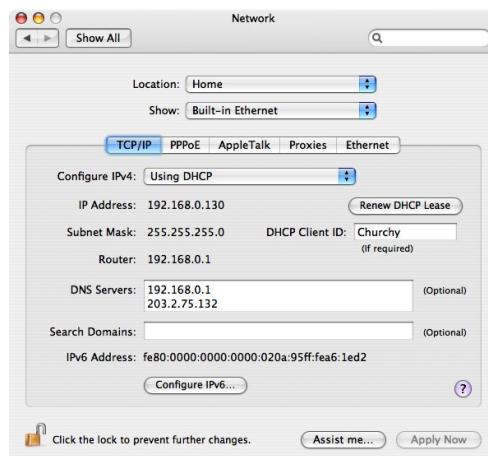 Network
Show All
Location: Home
Show: Built-in Ethernet
TCP/IP PPPoE AppleTalk Proxies Ethernet
Configure IPv4: Using DHCP
IP Address: 192.168.0.130 Renew DHCP Lease
Subnet Mask: 255.255.255.0 DHCP Client ID: Churchy
(If required)
Router: 192.168.0.1
DNS Servers: 192.168.0.1 (Optional)
203.2.75.132
Search Domains: (Optional)
IPv6 Address: fe80:0000:0000:0000:020a:95ff:fea6:1ed2
Configure IPv6... ?
Click the lock to prevent further changes. Assist me... Apply Now